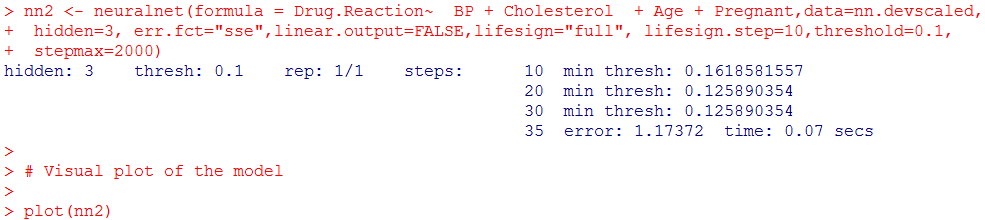 > nn2 <- neuralnet(formula = Drug.Reaction~  BP + Cholesterol  + Age + Pregnant,data=nn.devscaled,
+  hidden=3, err.fct="sse",linear.output=FALSE,lifesign="full", lifesign.step=10,threshold=0.1,
+  stepmax=2000)
hidden: 3    thresh: 0.1    rep: 1/1    steps:      10  min thresh: 0.1618581557
20  min thresh: 0.125890354
30  min thresh: 0.125890354
35  error: 1.17372  time: 0.07 secs
>
> # Visual plot of the model
>
> plot(nn2)